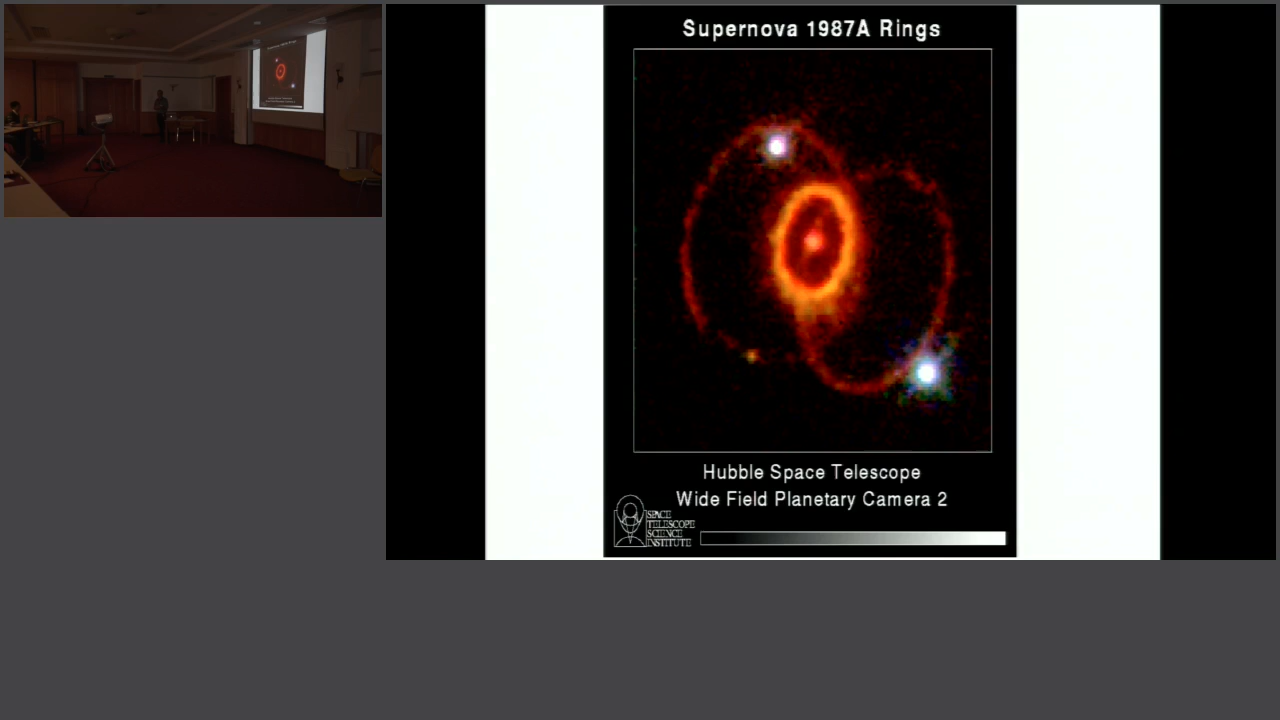 Supernova 1987A Rings
Hubble Space Telescope
Wide Field Planetary Camera 2
SPACE
TELESCOPE
SCIENCE
INSTITUTE